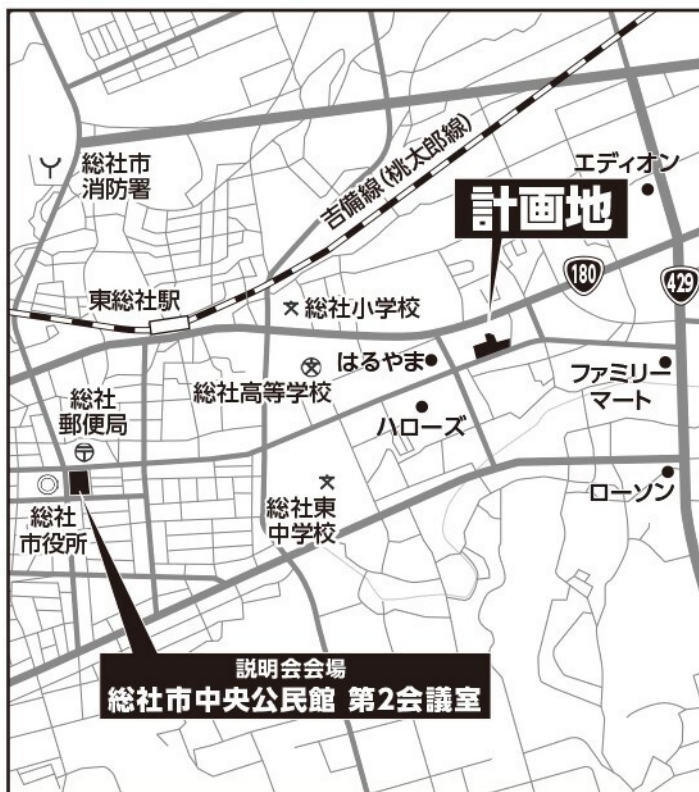 総社市
消防署
吉備線(桃太郎線)
エディオン
計画地
180
429
東総社駅
総社小学校
はるやま
総社高等学校
ファミリー
マート
総社
郵便局
ハローズ
ローソン
総社東
中学校
総社
市役所
説明会会場
総社市中央公民館 第2会議室